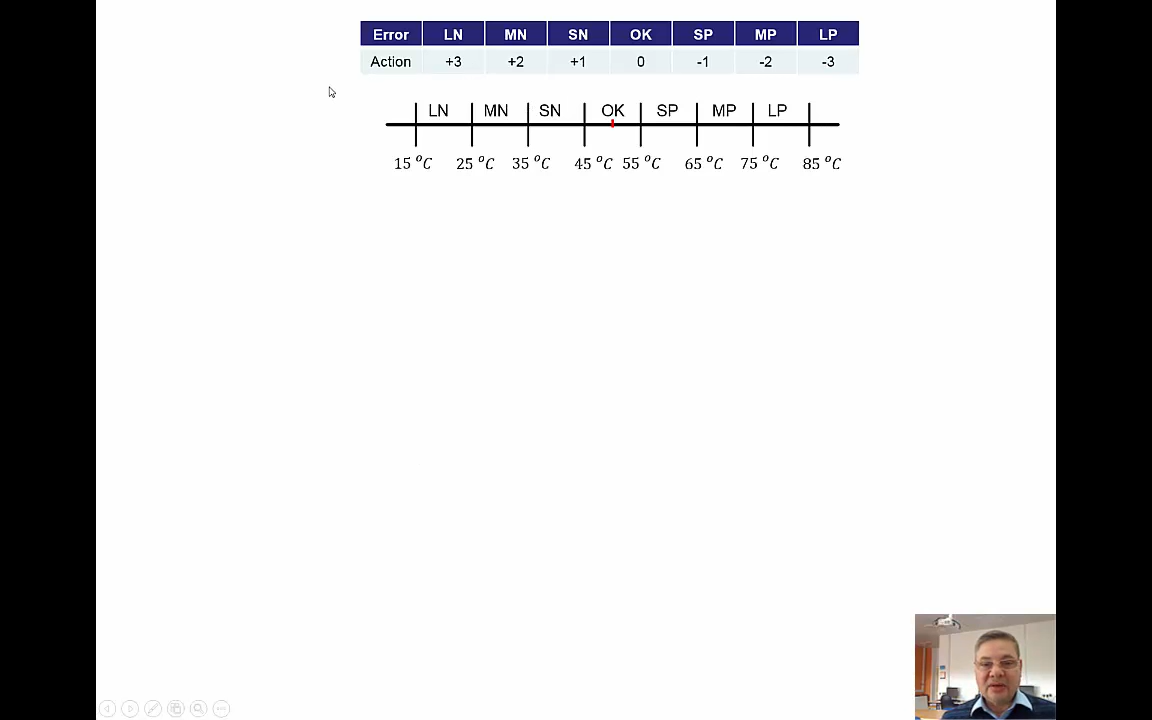 Error LN MN SN OK SP MP LP
Action +3 +2 +1 0 -1 -2 -3
LN MN SN OK SP MP LP
15 °C 25 °C 35 °C 45 °C 55 °C 65 °C 75 °C 85 °C